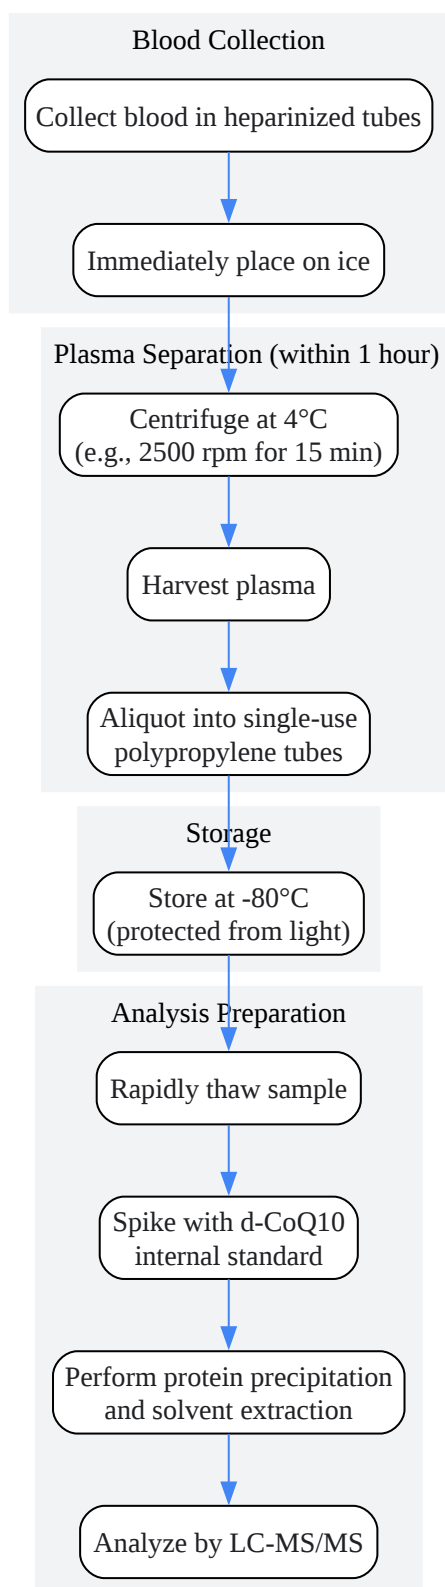 Blood Collection
Collect blood in heparinized tubes
Immediately place on ice
Plasma Separation (within 1 hour)
Centrifuge at 4°C
(e.g., 2500 rpm for 15 min)
Harvest plasma
Aliquot into single-use
polypropylene tubes
Storage
Store at -80°C
(protected from light)
Analysis Preparation
Rapidly thaw sample
Spike with d-CoQ10
internal standard
Perform protein precipitation
and solvent extraction
Analyze by LC-MS/MS